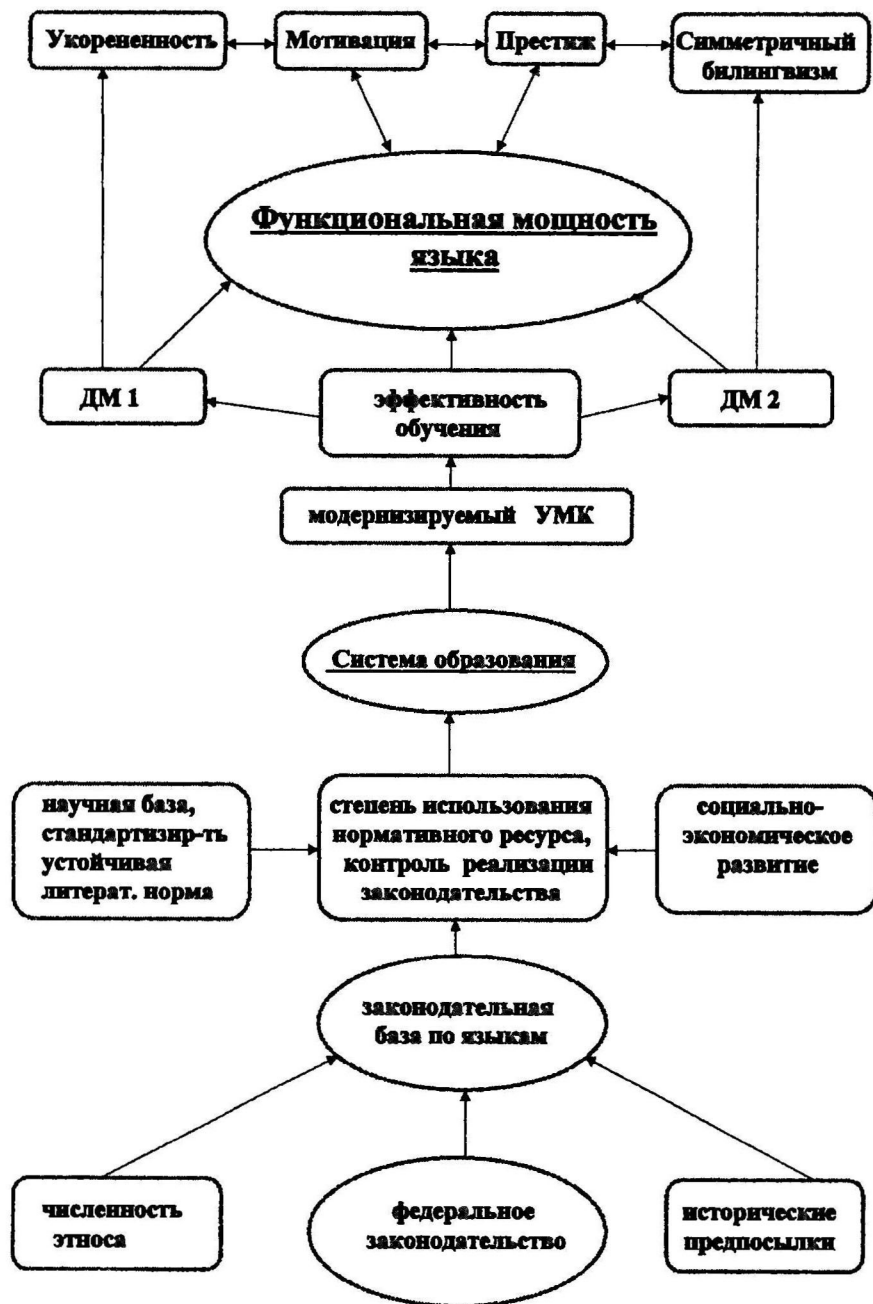 Укорененность
Мотивация
Престиж
Симметричный
билингвизм
Функциональная мощность
языка
ДМ 1
эффективность
обучения
ДМ 2
модернизируемый УМК
Система образования
научная база,
стандартизир-ть
устойчивая
литерат. норма
степень использования
нормативного ресурса,
контроль реализации
законодательства
социально-
экономическое
развитие
законодательная
база по языкам
численность
этноса
федеральное
законодательство
исторические
предпосылки